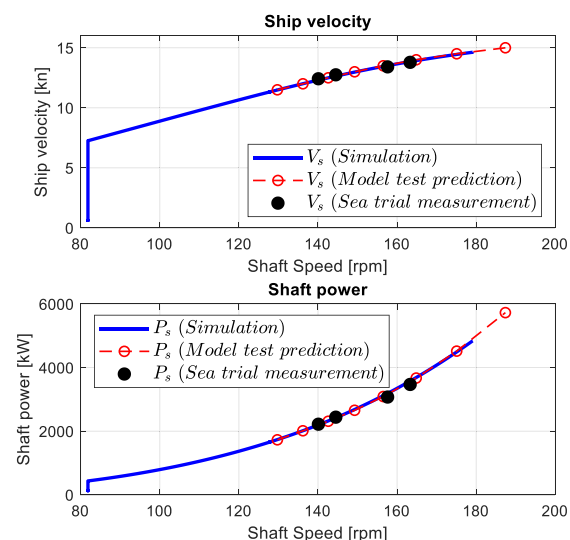 Ship velocity
15
10
5
0
Ship velocity [kn]
V_s (Simulation)
V_s (Model test prediction)
V_s (Sea trial measurement)
80 100 120 140 160 180 200
Shaft Speed [rpm]
Shaft power
6000
4000
2000
0
Shaft power [kW]
P_s (Simulation)
P_s (Model test prediction)
P_s (Sea trial measurement)
80 100 120 140 160 180 200
Shaft Speed [rpm]